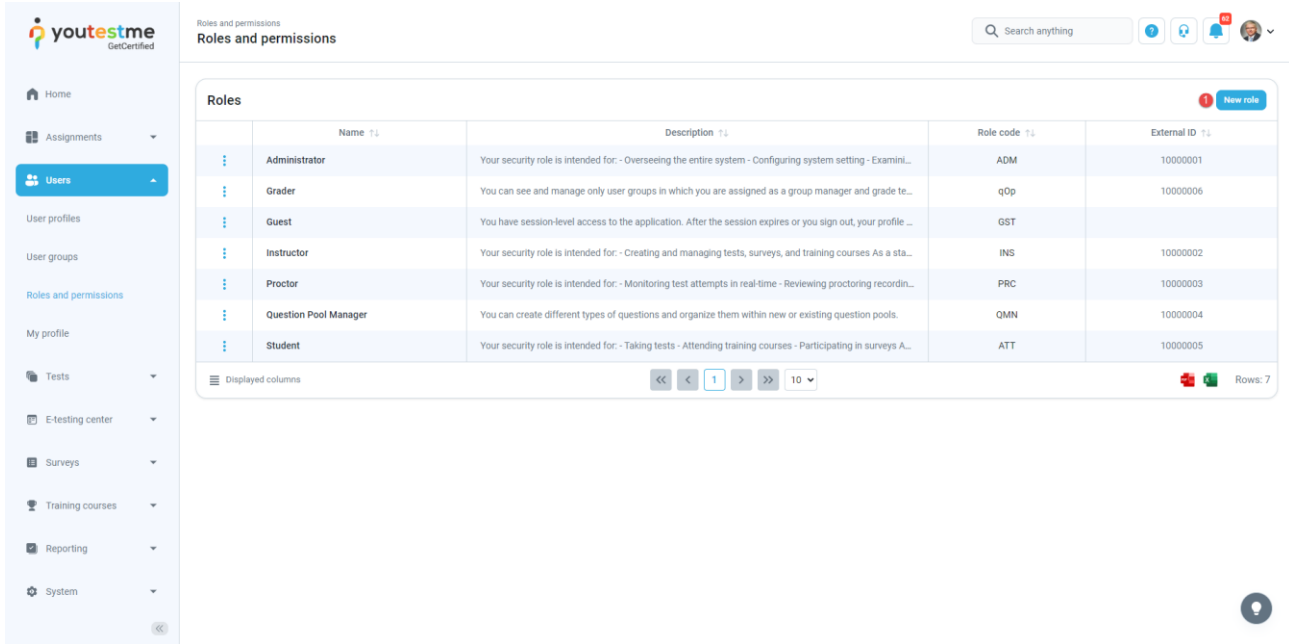 youtestme
GetCertified
Roles and permissions
Roles and permissions
Search anything
?
60
Home
Assignments
Users
User profiles
User groups
Roles and permissions
My profile
Tests
E-testing center
Surveys
Training courses
Reporting
System
Roles
1 New role
Name Description Role code External ID
Administrator Your security role is intended for: - Overseeing the entire system - Configuring system setting - Examini... ADM 10000001
Grader You can see and manage only user groups in which you are assigned as a group manager and grade te... qOp 10000006
Guest You have session-level access to the application. After the session expires or you sign out, your profile ... GST
Instructor Your security role is intended for: - Creating and managing tests, surveys, and training courses As a sta... INS 10000002
Proctor Your security role is intended for: - Monitoring test attempts in real-time - Reviewing proctoring recordin... PRC 10000003
Question Pool Manager You can create different types of questions and organize them within new or existing question pools. QMN 10000004
Student Your security role is intended for: - Taking tests - Attending training courses - Participating in surveys A... ATT 10000005
Displayed columns 1 10 Rows: 7